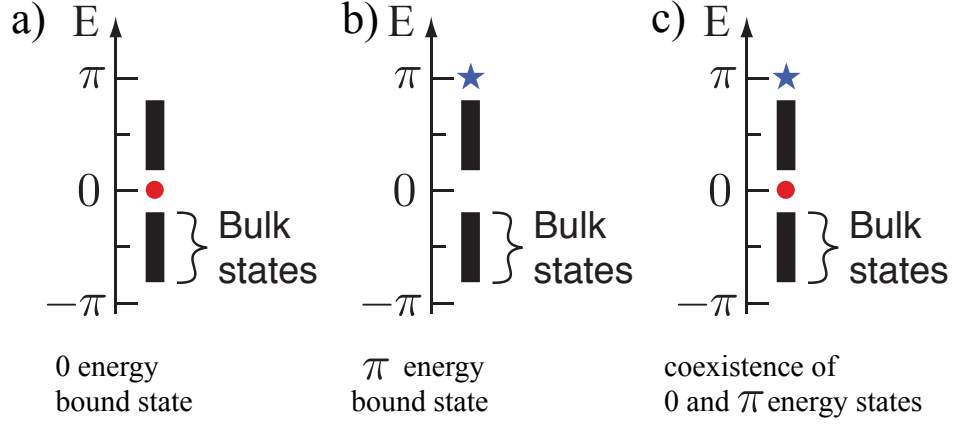 a) E
π
0
−π
Bulk
states
0 energy
bound state
b) E
π
0
−π
Bulk
states
π energy
bound state
c) E
π
0
−π
Bulk
states
coexistence of
0 and π energy states